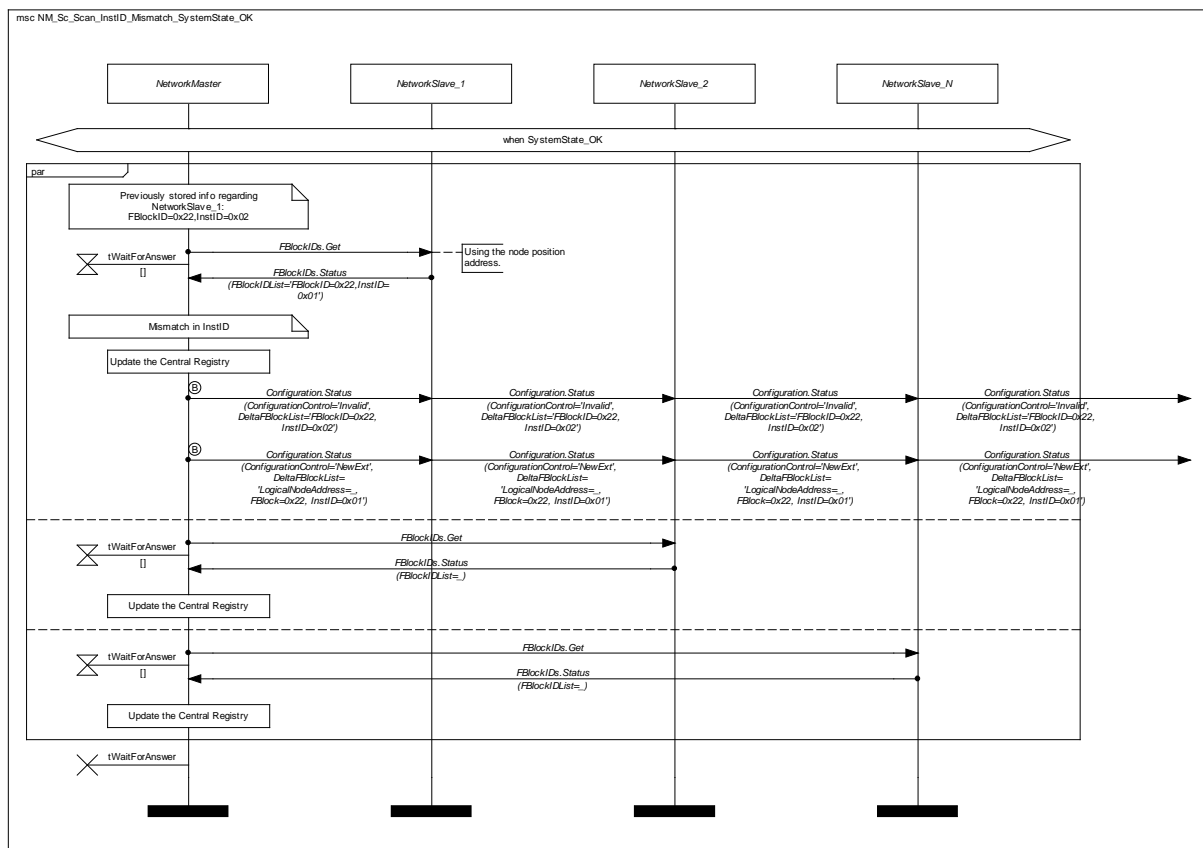 msc NM_Sc_Scan_InstID_Mismatch_SystemState_OK
NetworkMaster
NetworkSlave_1
NetworkSlave_2
NetworkSlave_N
when SystemState_OK
par
Previously stored info regarding
NetworkSlave_1:
FBlockID=0x22,InstID=0x02
FBlockIDs.Get
Using the node position
address.
tWaitForAnswer
[]
FBlockIDs.Status
(FBlockIDList='FBlockID=0x22,InstID=
0x01')
Mismatch in InstID
Update the Central Registry
B
Configuration.Status
(ConfigurationControl='Invalid',
DeltaFBlockList='FBlockID=0x22,
InstID=0x02')
Configuration.Status
(ConfigurationControl='Invalid',
DeltaFBlockList='FBlockID=0x22,
InstID=0x02')
Configuration.Status
(ConfigurationControl='Invalid',
DeltaFBlockList='FBlockID=0x22,
InstID=0x02')
Configuration.Status
(ConfigurationControl='Invalid',
DeltaFBlockList='FBlockID=0x22,
InstID=0x02')
B
Configuration.Status
(ConfigurationControl='NewExt',
DeltaFBlockList=
'LogicalNodeAddress=_,
FBlock=0x22, InstID=0x01')
Configuration.Status
(ConfigurationControl='NewExt',
DeltaFBlockList=
'LogicalNodeAddress=_,
FBlock=0x22, InstID=0x01')
Configuration.Status
(ConfigurationControl='NewExt',
DeltaFBlockList=
'LogicalNodeAddress=_,
FBlock=0x22, InstID=0x01')
Configuration.Status
(ConfigurationControl='NewExt',
DeltaFBlockList=
'LogicalNodeAddress=_,
FBlock=0x22, InstID=0x01')
FBlockIDs.Get
tWaitForAnswer
[]
FBlockIDs.Status
(FBlockIDList=_)
Update the Central Registry
FBlockIDs.Get
tWaitForAnswer
[]
FBlockIDs.Status
(FBlockIDList=_)
Update the Central Registry
tWaitForAnswer